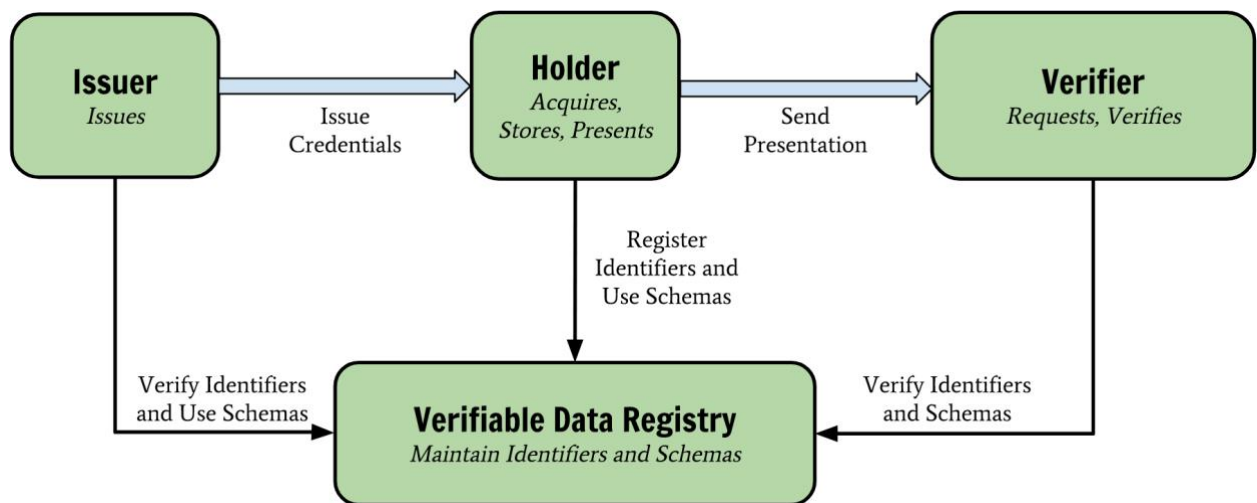 Issuer
Issues
Issue
Credentials
Holder
Acquires,
Stores, Presents
Send
Presentation
Verifier
Requests, Verifies
Register
Identifiers and
Use Schemas
Verify Identifiers
and Use Schemas
Verify Identifiers
and Schemas
Verifiable Data Registry
Maintain Identifiers and Schemas